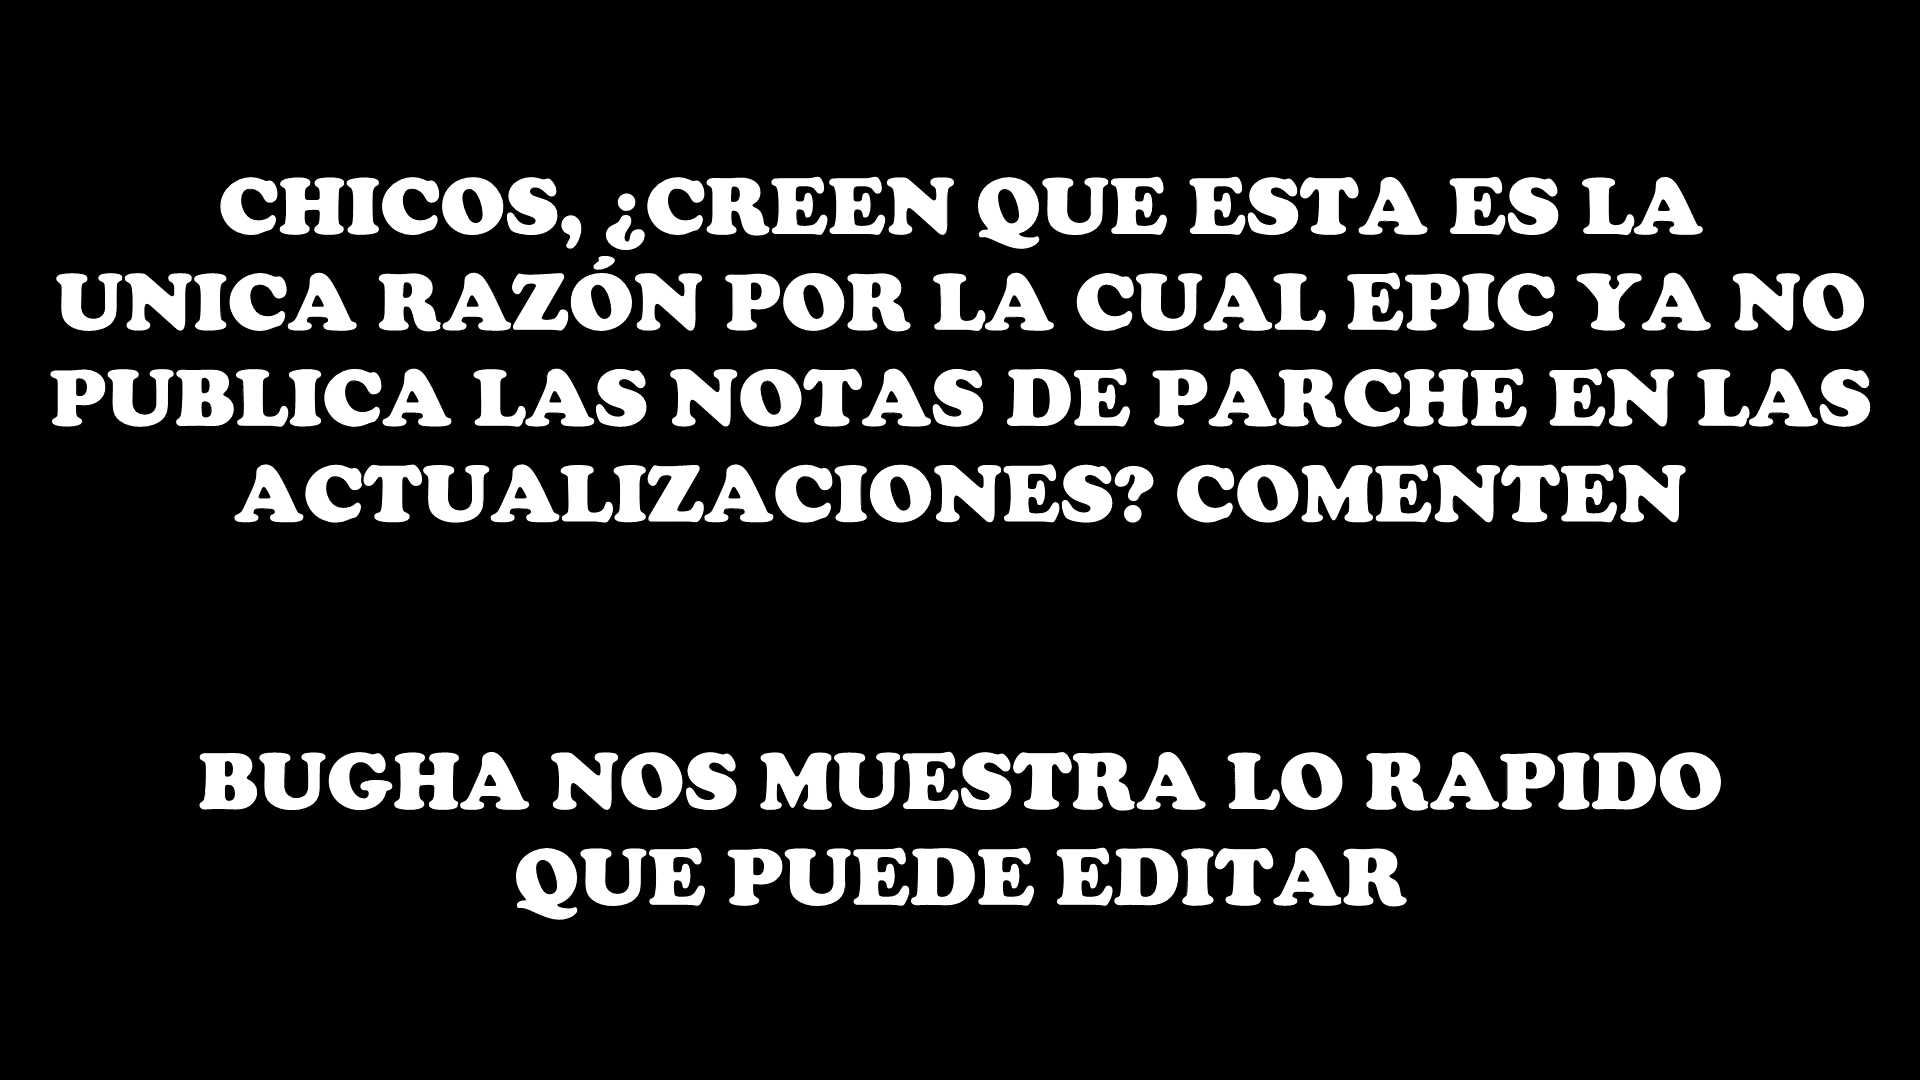 CHICOS, ¿CREEN QUE ESTA ES LA
UNICA RAZÓN POR LA CUAL EPIC YA NO
PUBLICA LAS NOTAS DE PARCHE EN LAS
ACTUALIZACIONES? COMENTEN
BUGHA NOS MUESTRA LO RAPIDO
QUE PUEDE EDITAR